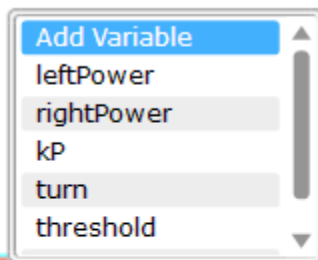 Add Variable
leftPower
rightPower
kP
turn
threshold